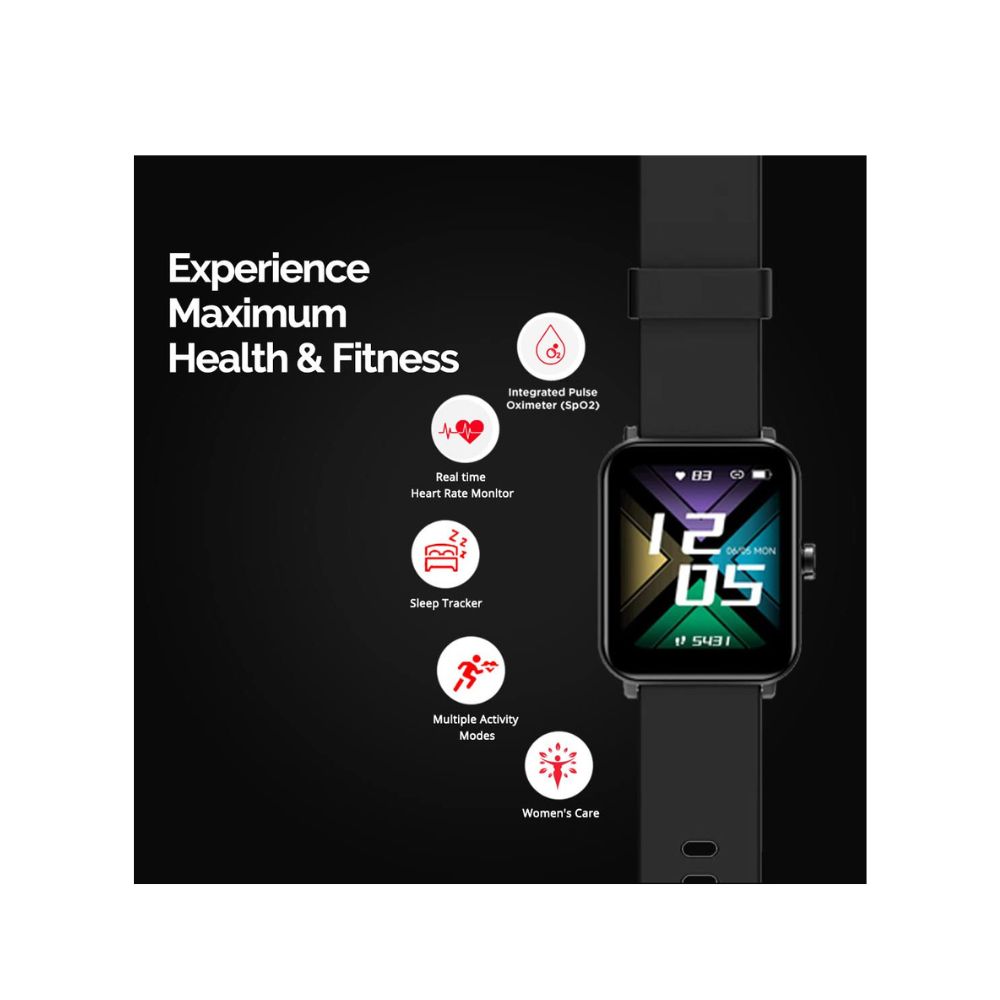 Experience
Maximum
Health & Fitness
O2
Integrated Pulse
Oximeter (SpO2)
Real time
Heart Rate Monitor
Z Z Z Z
Sleep Tracker
Multiple Activity
Modes
Women's Care
83
12
06/05 MON
05
5431